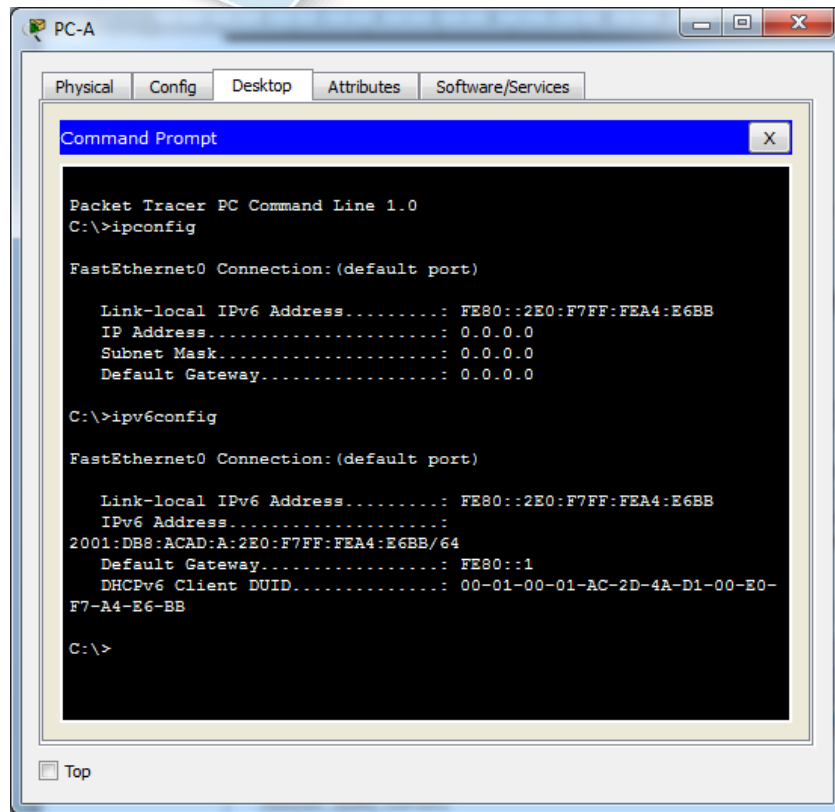 PC-A
Physical Config Desktop Attributes Software/Services
Command Prompt X
Packet Tracer PC Command Line 1.0
C:\>ipconfig
FastEthernet0 Connection:(default port)
Link-local IPv6 Address.........: FE80::2E0:F7FF:FEA4:E6BB
IP Address......................: 0.0.0.0
Subnet Mask.....................: 0.0.0.0
Default Gateway.................: 0.0.0.0
C:\>ipv6config
FastEthernet0 Connection:(default port)
Link-local IPv6 Address.........: FE80::2E0:F7FF:FEA4:E6BB
IPv6 Address....................:
2001:DB8:ACAD:A:2E0:F7FF:FEA4:E6BB/64
Default Gateway.................: FE80::1
DHCPv6 Client DUID..............: 00-01-00-01-AC-2D-4A-D1-00-E0-
F7-A4-E6-BB
C:\>
Top